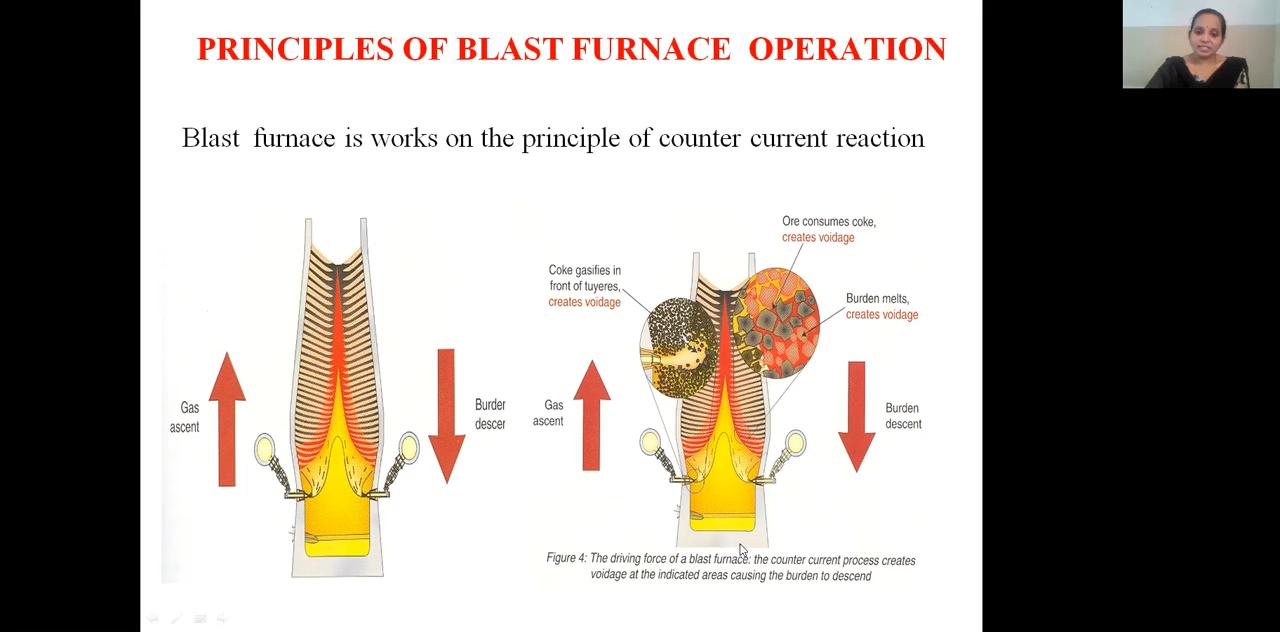 PRINCIPLES OF BLAST FURNACE OPERATION
Blast furnace is works on the principle of counter current reaction
Gas
ascent
Burder
descer
Ore consumes coke,
creates voidage
Coke gasifies in
front of tuyeres,
creates voidage
Burden melts,
creates voidage
Gas
ascent
Burden
descent
Figure 4: The driving force of a blast furnace: the counter current process creates
voidage at the indicated areas causing the burden to descend